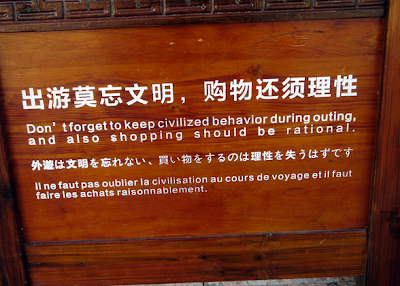 出游莫忘文明，购物还须理性
Don't forget to keep civilized behavior during outing,
and also shopping should be rational.
外遊は文明を忘れない、買い物をするのは理性を失うはずです
Il ne faut pas oublier la civilisation au cours de voyage et il faut
faire les achats raisonnablement.